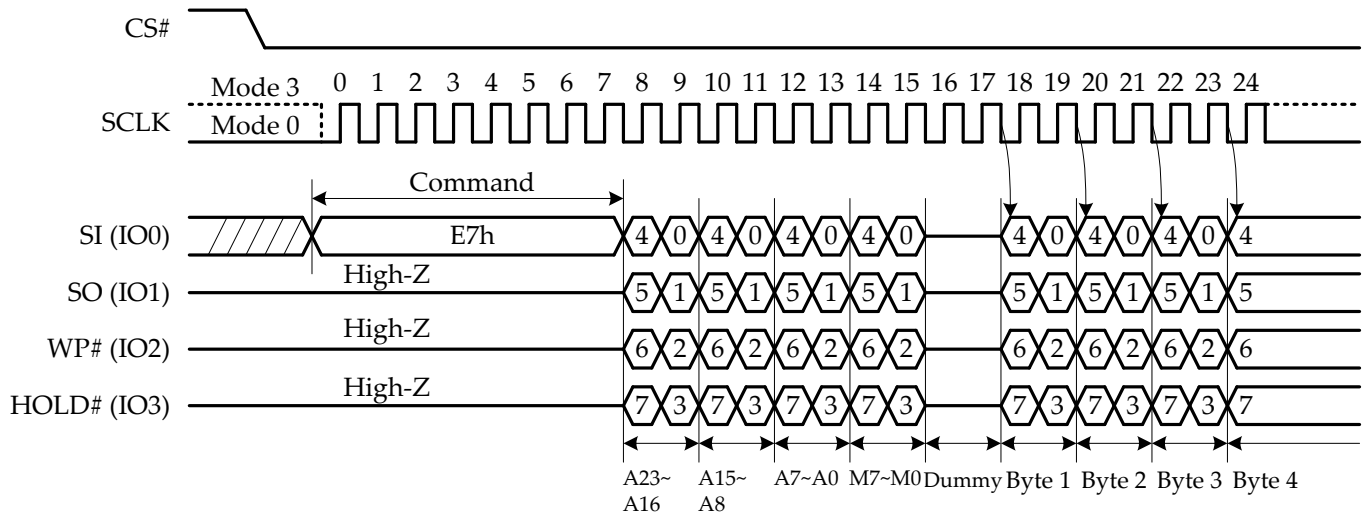 CS#
0 1 2 3 4 5 6 7 8 9 10 11 12 13 14 15 16 17 18 19 20 21 22 23 24
Mode 3
SCLK
Mode 0
Command
SI (IO0) E7h 4 0 4 0 4 0 4 0 4 0 4 0 4 0 4
High-Z
SO (IO1) 5 1 5 1 5 1 5 1 5 1 5 1 5 1 5
High-Z
WP# (IO2) 6 2 6 2 6 2 6 2 6 2 6 2 6 2 6
High-Z
HOLD# (IO3) 7 3 7 3 7 3 7 3 7 3 7 3 7 3 7
A23~ A15~ A7~A0 M7~M0 Dummy Byte 1 Byte 2 Byte 3 Byte 4
A16 A8